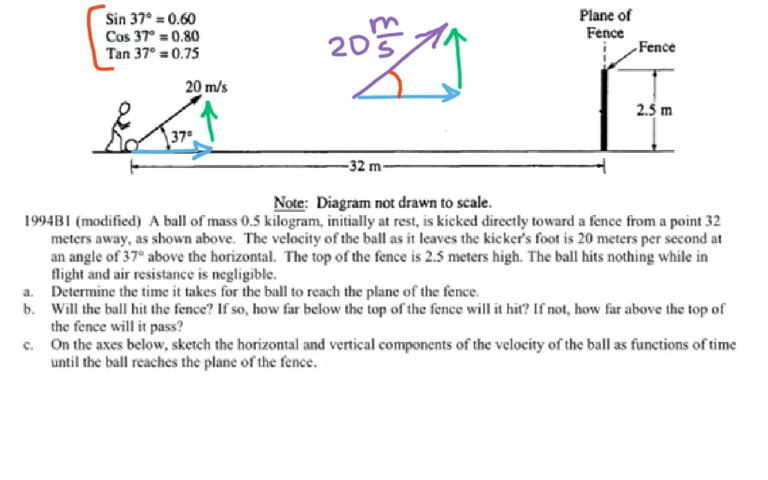 Sin 37° = 0.60
Cos 37° = 0.80
Tan 37° = 0.75
20 m/s
37°
20 m/s
Plane of
Fence
Fence
2.5 m
32 m
Note: Diagram not drawn to scale.
1994B1 (modified) A ball of mass 0.5 kilogram, initially at rest, is kicked directly toward a fence from a point 32
meters away, as shown above. The velocity of the ball as it leaves the kicker's foot is 20 meters per second at
an angle of 37° above the horizontal. The top of the fence is 2.5 meters high. The ball hits nothing while in
flight and air resistance is negligible.
a. Determine the time it takes for the ball to reach the plane of the fence.
b. Will the ball hit the fence? If so, how far below the top of the fence will it hit? If not, how far above the top of
the fence will it pass?
c. On the axes below, sketch the horizontal and vertical components of the velocity of the ball as functions of time
until the ball reaches the plane of the fence.